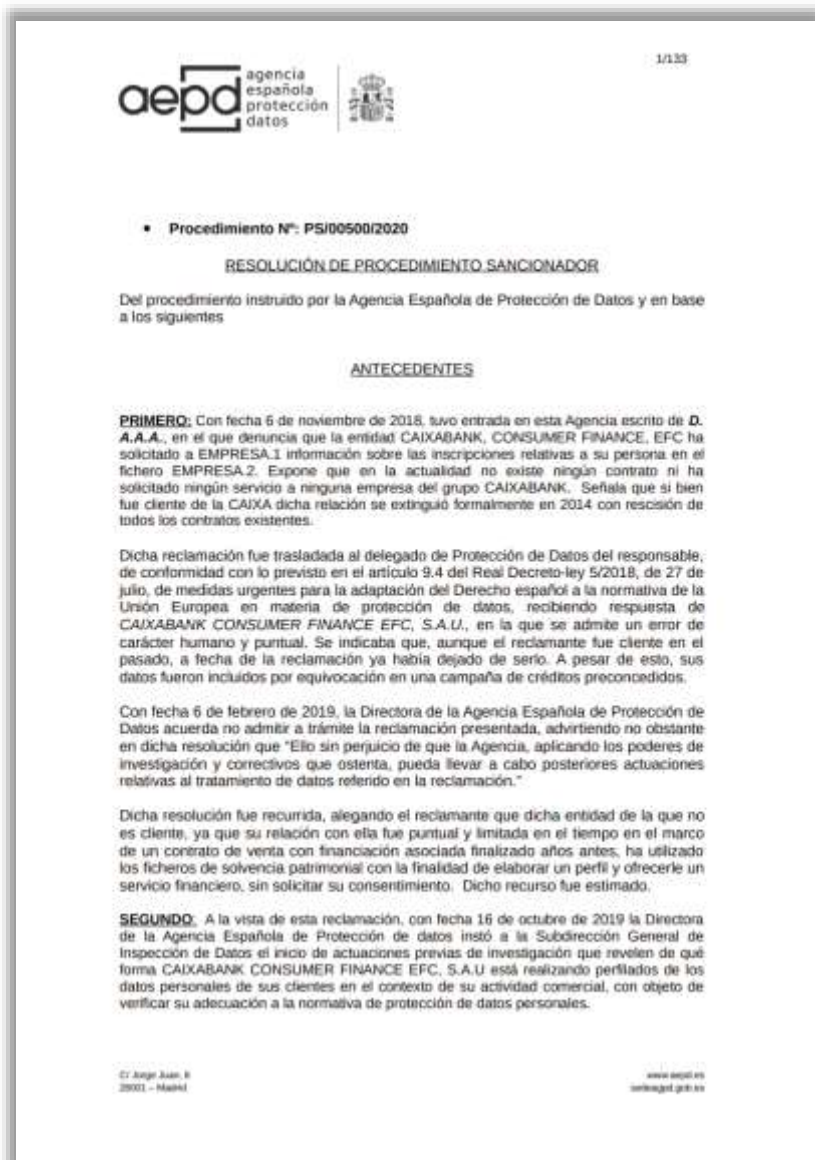 1/133
aepd
agencia
española
protección
datos
• Procedimiento Nº: PS/00500/2020
RESOLUCIÓN DE PROCEDIMIENTO SANCIONADOR
Del procedimiento instruido por la Agencia Española de Protección de Datos y en base
a los siguientes
ANTECEDENTES
PRIMERO: Con fecha 6 de noviembre de 2018, tuvo entrada en esta Agencia escrito de D.
A.A.A., en el que denuncia que la entidad CAIXABANK, CONSUMER FINANCE, EFC ha
solicitado a EMPRESA.1 información sobre las inscripciones relativas a su persona en el
fichero EMPRESA.2. Expone que en la actualidad no existe ningún contrato ni ha
solicitado ningún servicio a ninguna empresa del grupo CAIXABANK. Señala que si bien
fue cliente de la CAIXA dicha relación se extinguió formalmente en 2014 con rescisión de
todos los contratos existentes.
Dicha reclamación fue trasladada al delegado de Protección de Datos del responsable,
de conformidad con lo previsto en el artículo 9.4 del Real Decreto-ley 5/2018, de 27 de
julio, de medidas urgentes para la adaptación del Derecho español a la normativa de la
Unión Europea en materia de protección de datos, recibiendo respuesta de
CAIXABANK CONSUMER FINANCE EFC, S.A.U., en la que se admite un error de
carácter humano y puntual. Se indicaba que, aunque el reclamante fue cliente en el
pasado, a fecha de la reclamación ya había dejado de serlo. A pesar de esto, sus
datos fueron incluidos por equivocación en una campaña de créditos preconcedidos.
Con fecha 6 de febrero de 2019, la Directora de la Agencia Española de Protección de
Datos acuerda no admitir a trámite la reclamación presentada, advirtiendo no obstante
en dicha resolución que "Ello sin perjuicio de que la Agencia, aplicando los poderes de
investigación y correctivos que ostenta, pueda llevar a cabo posteriores actuaciones
relativas al tratamiento de datos referido en la reclamación."
Dicha resolución fue recurrida, alegando el reclamante que dicha entidad de la que no
es cliente, ya que su relación con ella fue puntual y limitada en el tiempo en el marco
de un contrato de venta con financiación asociada finalizado años antes, ha utilizado
los ficheros de solvencia patrimonial con la finalidad de elaborar un perfil y ofrecerle un
servicio financiero, sin solicitar su consentimiento. Dicho recurso fue estimado.
SEGUNDO: A la vista de esta reclamación, con fecha 16 de octubre de 2019 la Directora
de la Agencia Española de Protección de datos instó a la Subdirección General de
Inspección de Datos el inicio de actuaciones previas de investigación que revelen de qué
forma CAIXABANK CONSUMER FINANCE EFC, S.A.U está realizando perfilados de los
datos personales de sus clientes en el contexto de su actividad comercial, con objeto de
verificar su adecuación a la normativa de protección de datos personales.
C/ Jorge Juan, 6
28001 – Madrid
www.aepd.es
sedeagpd.gob.es